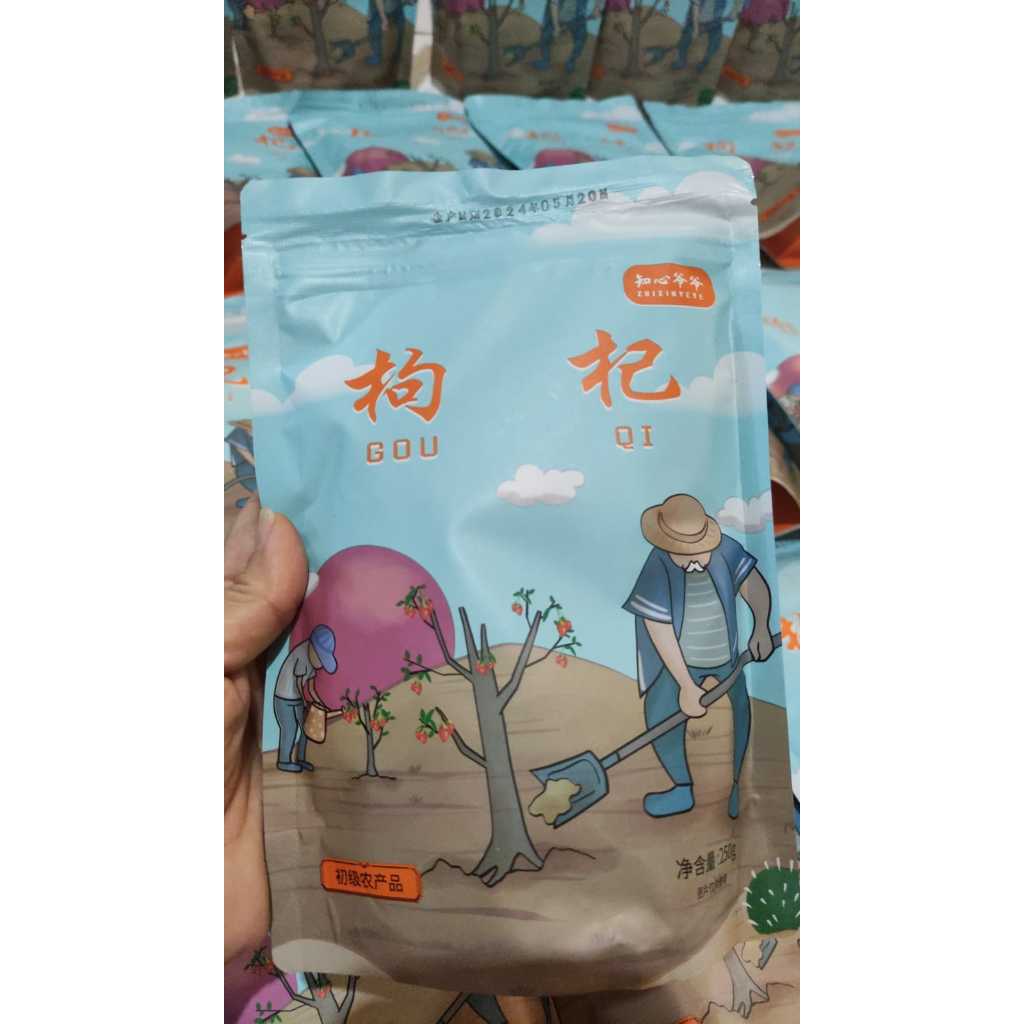 生产日期2024年05月20日
知心爷爷
ZHIXINYEYE
枸 杞
GOU QI
净含量:250g
初级农产品